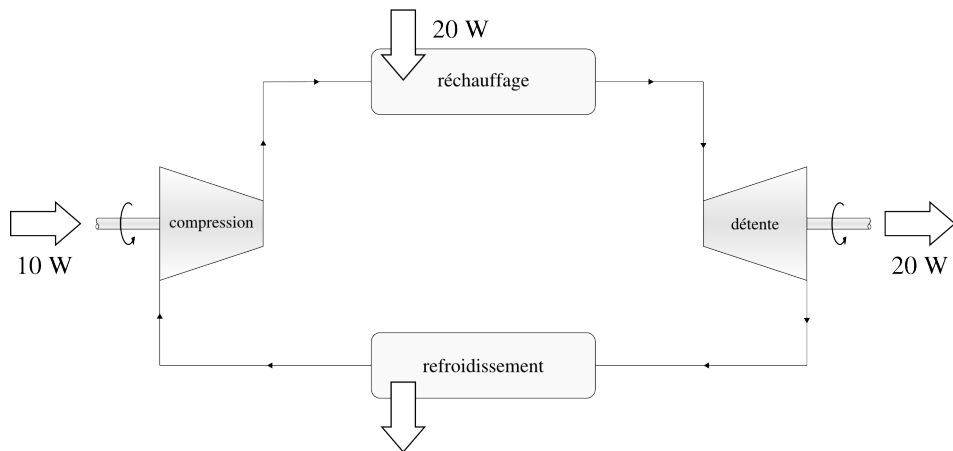 20 W
réchauffage
compression
détente
10 W
20 W
refroidissement